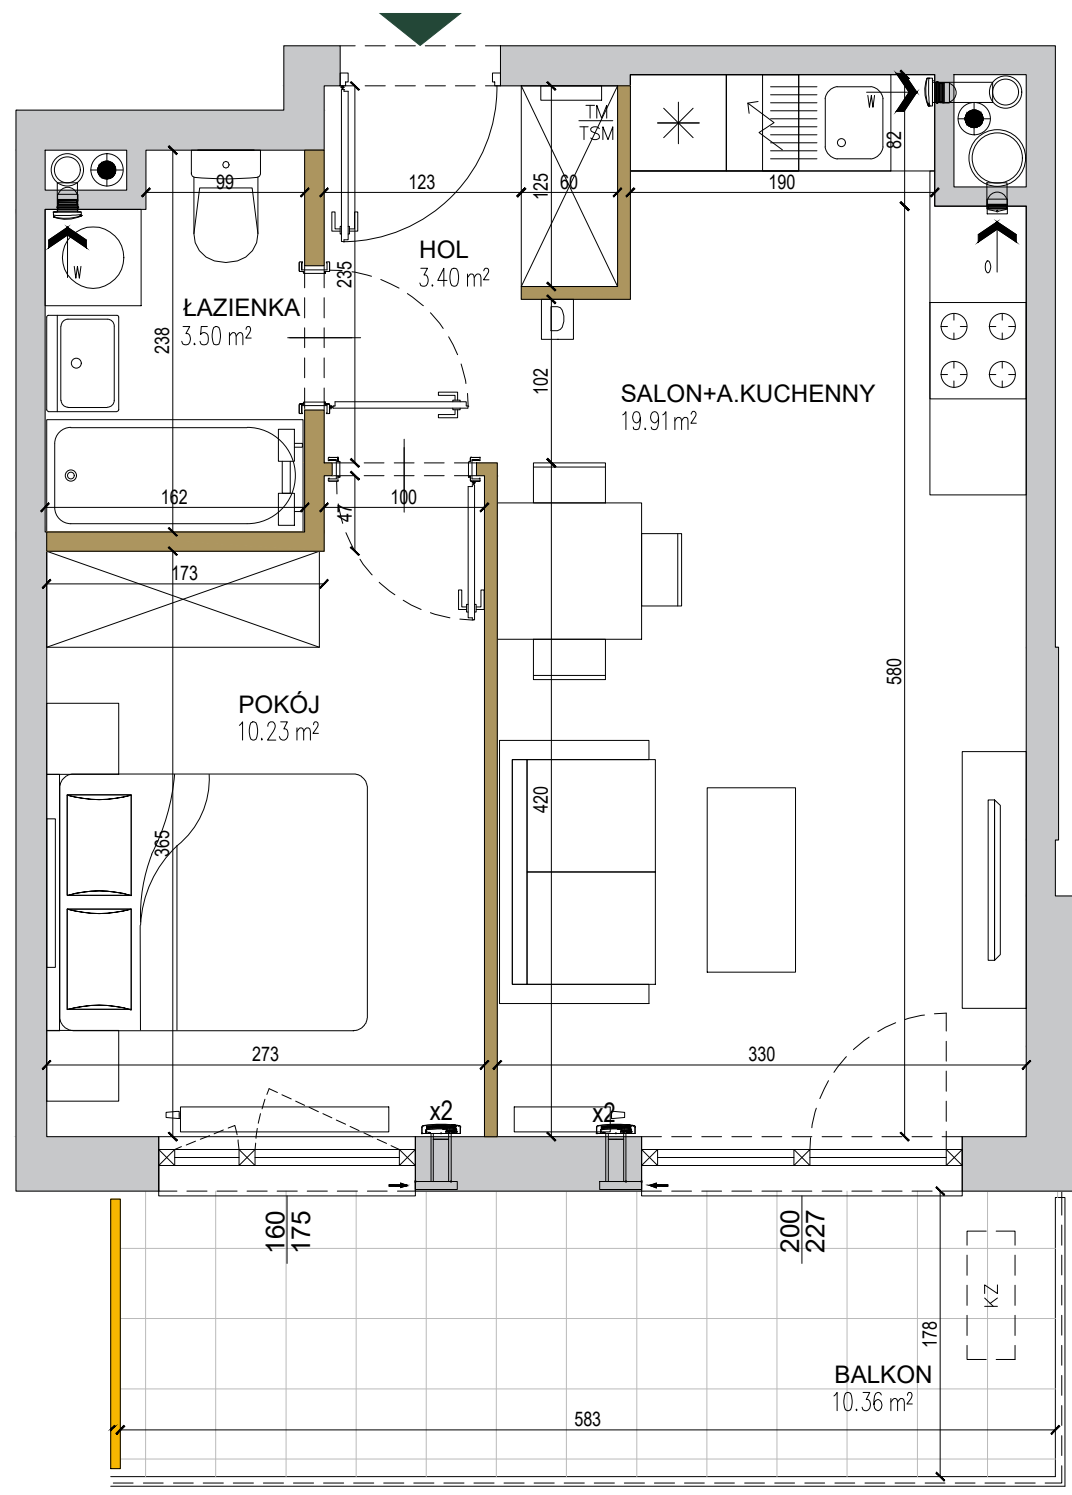 TM
TSM
W
82
99
123
125
60
190
HOL
3.40 m²
235
W
O
ŁAZIENKA
3.50 m²
238
D
102
SALON+A.KUCHENNY
19.91 m²
162
100
47
173
580
POKÓJ
10.23 m²
420
365
273
330
x2
x2
160
175
200
227
KZ
178
BALKON
10.36 m²
583